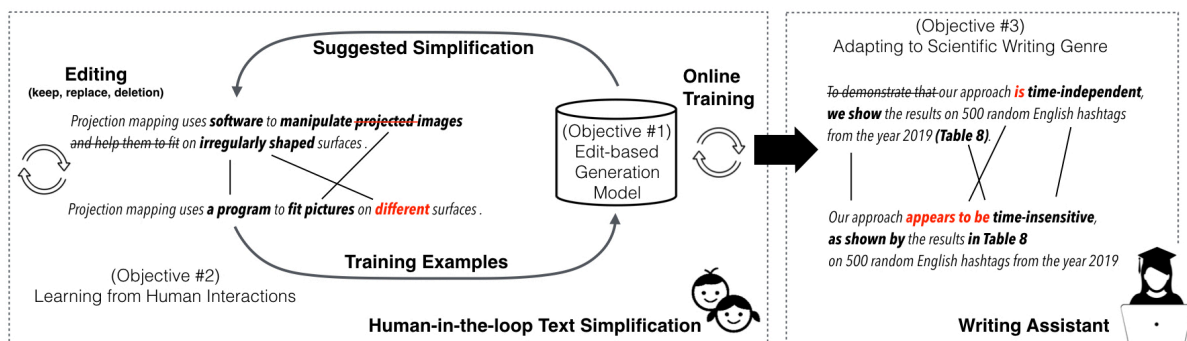 Suggested Simplification
Editing
(keep, replace, deletion)
Projection mapping uses software to manipulate projected images
and help them to fit on irregularly shaped surfaces .
Projection mapping uses a program to fit pictures on different surfaces .
Training Examples
(Objective #2)
Learning from Human Interactions
(Objective #1)
Edit-based
Generation
Model
Online
Training
Human-in-the-loop Text Simplification
(Objective #3)
Adapting to Scientific Writing Genre
To demonstrate that our approach is time-independent,
we show the results on 500 random English hashtags
from the year 2019 (Table 8).
Our approach appears to be time-insensitive,
as shown by the results in Table 8
on 500 random English hashtags from the year 2019
Writing Assistant